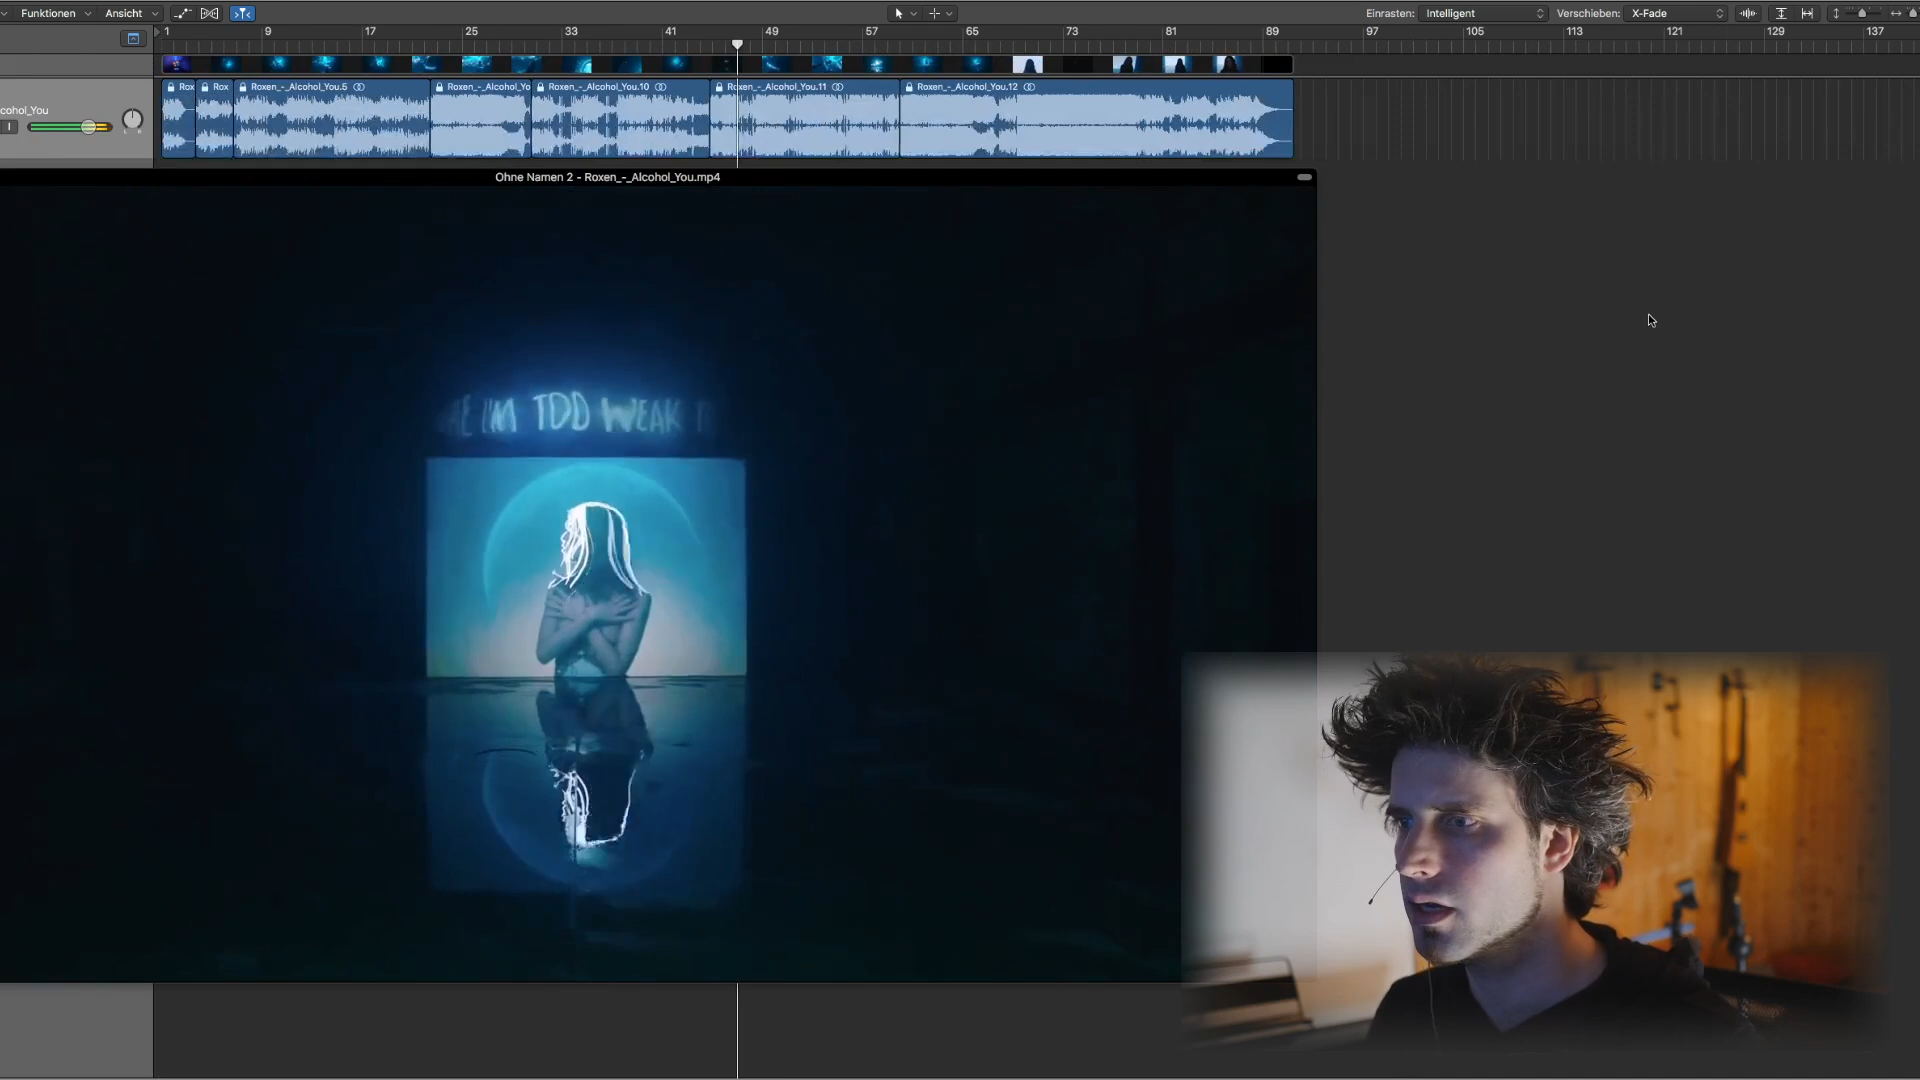 Funktionen Ansicht Einrasten: Intelligent Verschieben: X-Fade
1 9 17 25 33 41 49 57 65 73 81 89 97 105 113 121 129 137
Rox Rox Roxen_-_Alcohol_You.5 Roxen_-_Alcohol_Yo Roxen_-_Alcohol_You.10 Roxen_-_Alcohol_You.11 Roxen_-_Alcohol_You.12
cohol_You
I
Ohne Namen 2 - Roxen_-_Alcohol_You.mp4
I'M TOO WEAK